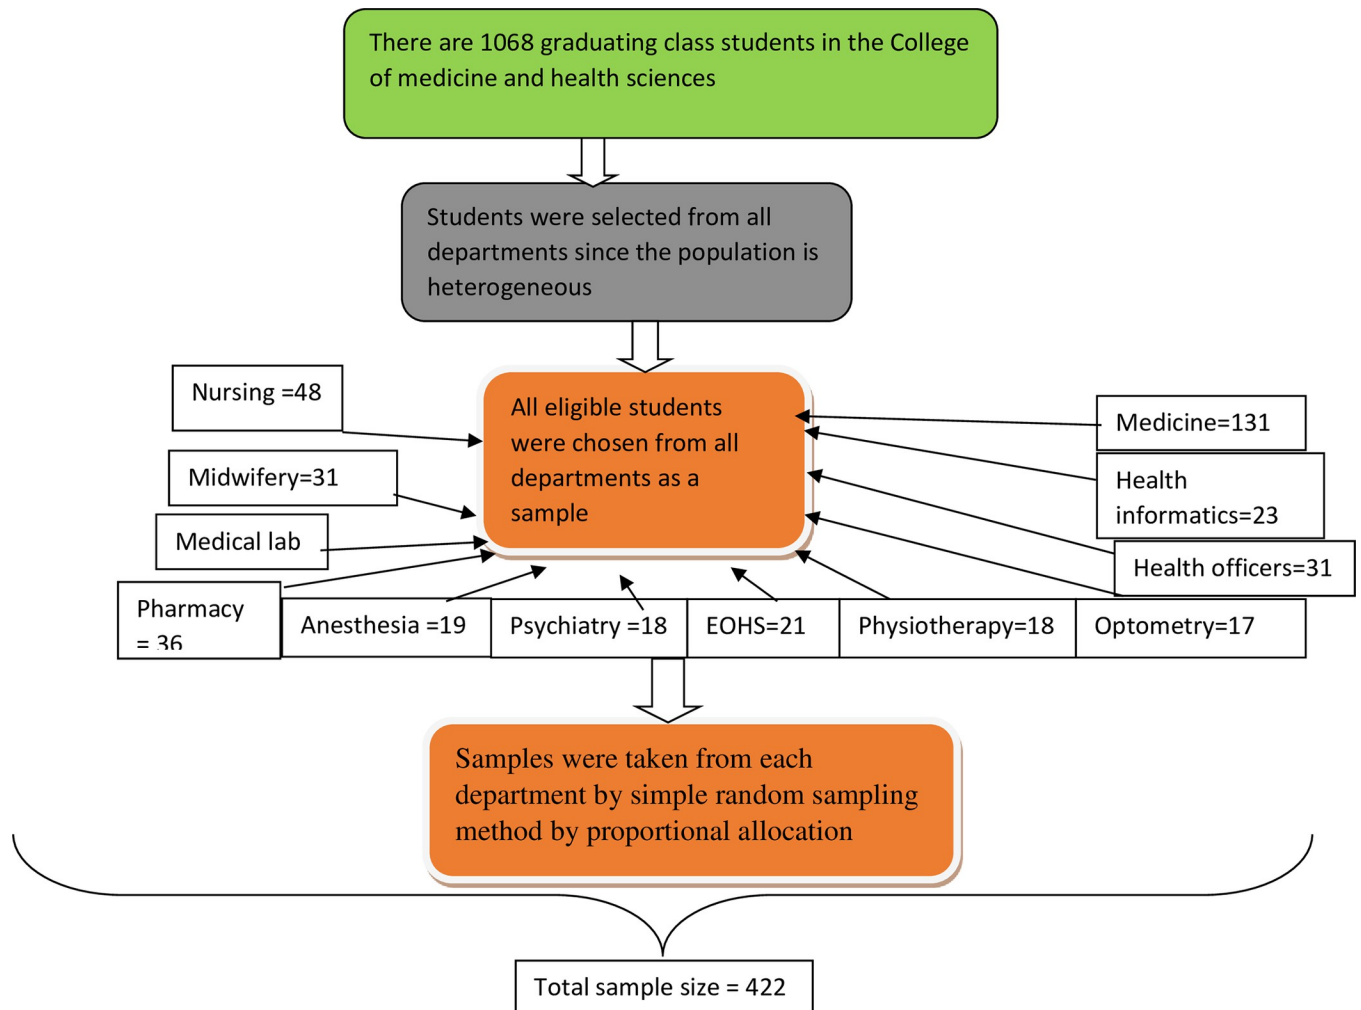 There are 1068 graduating class students in the College
of medicine and health sciences
Students were selected from all
departments since the population is
heterogeneous
Nursing =48
Midwifery=31
Medical lab
Pharmacy
= 36
All eligible students
were chosen from all
departments as a
sample
Medicine=131
Health
informatics=23
Health officers=31
Anesthesia =19
Psychiatry =18
EOHS=21
Physiotherapy=18
Optometry=17
Samples were taken from each
department by simple random sampling
method by proportional allocation
Total sample size = 422